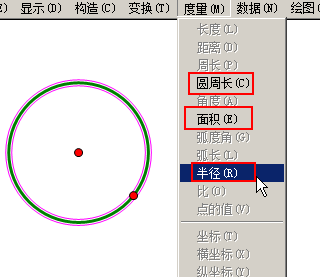 E) 显示(D) 构造(C) 变换(T) 度量(M) 数据(N) 绘图(
长度(L)
距离(D)
周长(P)
圆周长(C)
角度(A)
面积(E)
弧度角(G)
弧长(L)
半径(R)
比(O)
点的值(V)
坐标(T)
横坐标(X)
纵坐标(Y)